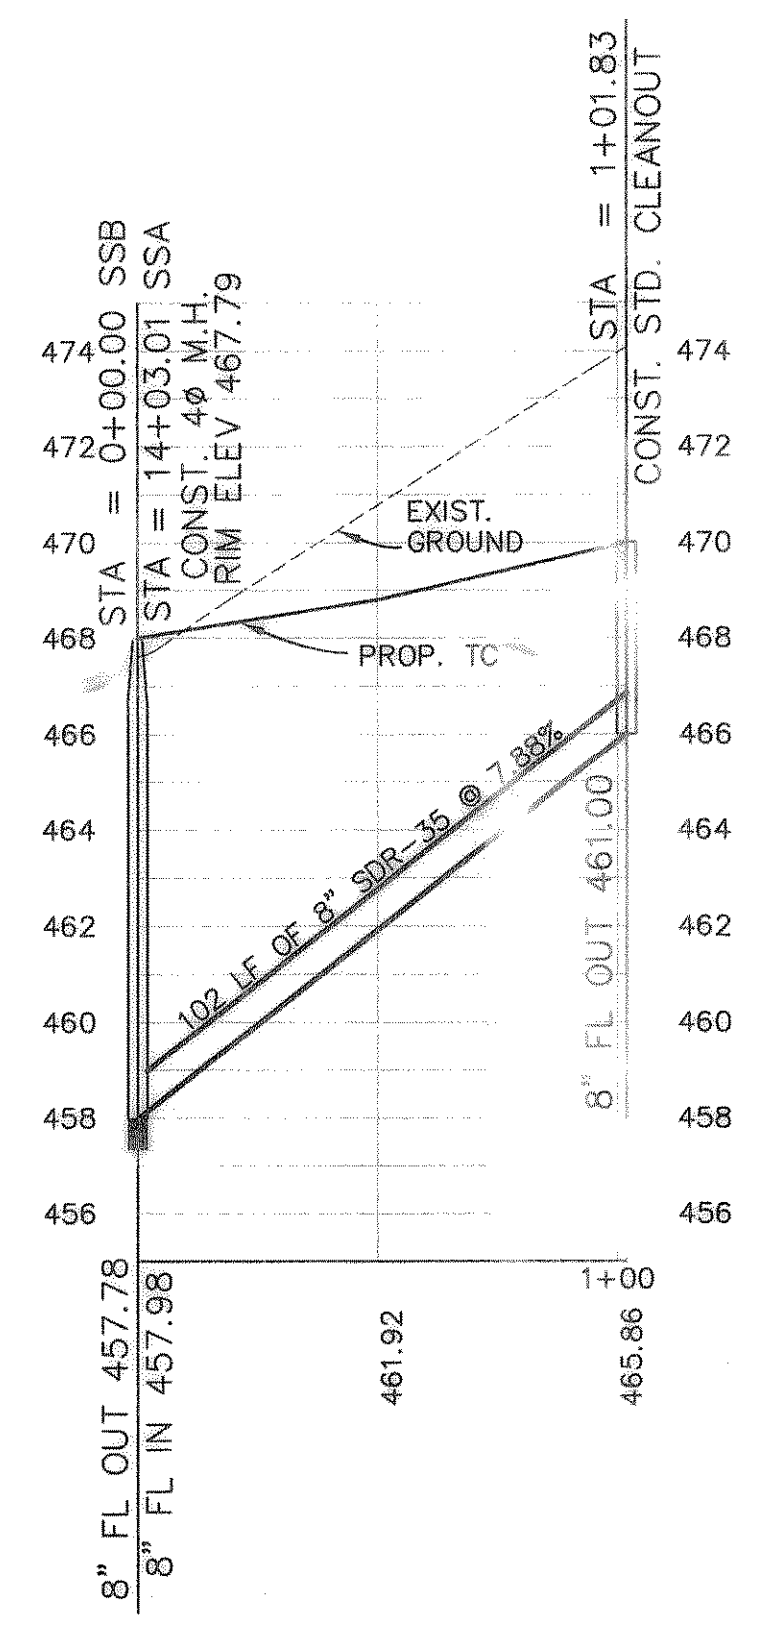 STA = 0+00.00 SSB
STA = 14+03.01 SSA
CONST. 4ø M.H.
RIM ELEV 467.79
STA = 1+01.83
CONST. STD. CLEANOUT
474
472
470
468
466
464
462
460
458
456
EXIST.
GROUND
PROP. TC
102 LF OF 8" SDR-35 @ 7.88%
8" FL OUT 461.00
474
472
470
468
466
464
462
460
458
456
1+00
8" FL OUT 457.78
8" FL IN 457.98
461.92
465.86